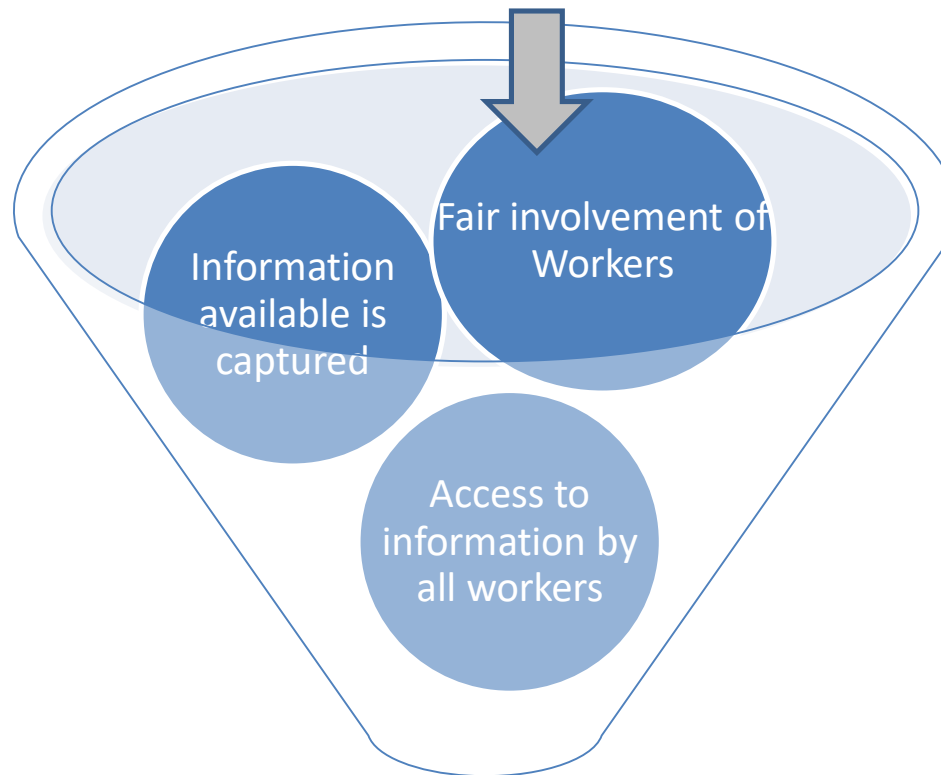 Fair involvement of
Workers
Information
available is
captured
Access to
information by
all workers